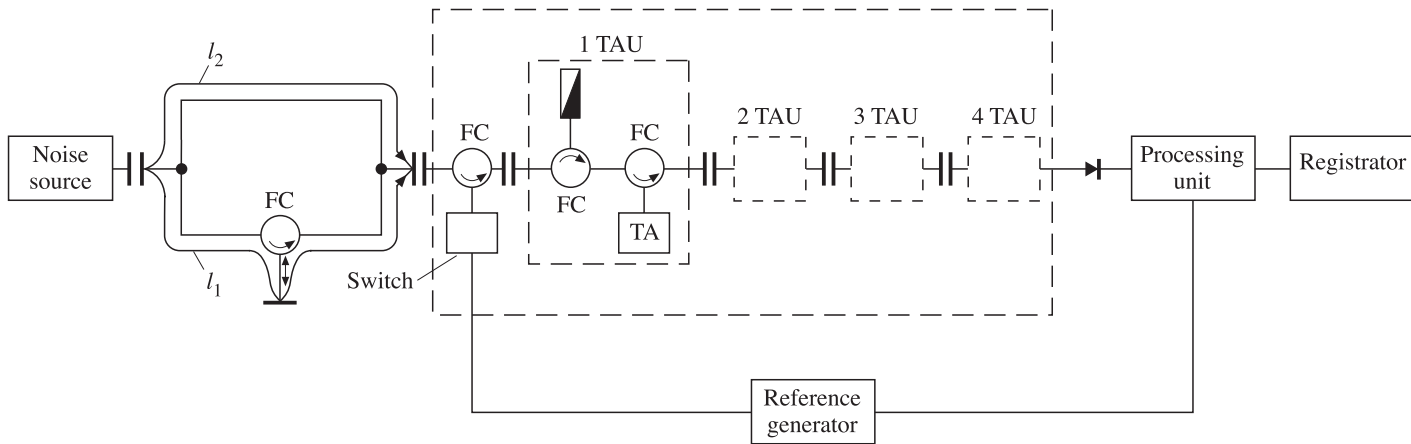 l2
1 TAU
FC
2 TAU
3 TAU
4 TAU
Noise
source
FC
Processing
unit
Registrator
FC
FC
TA
l1
Switch
Reference
generator